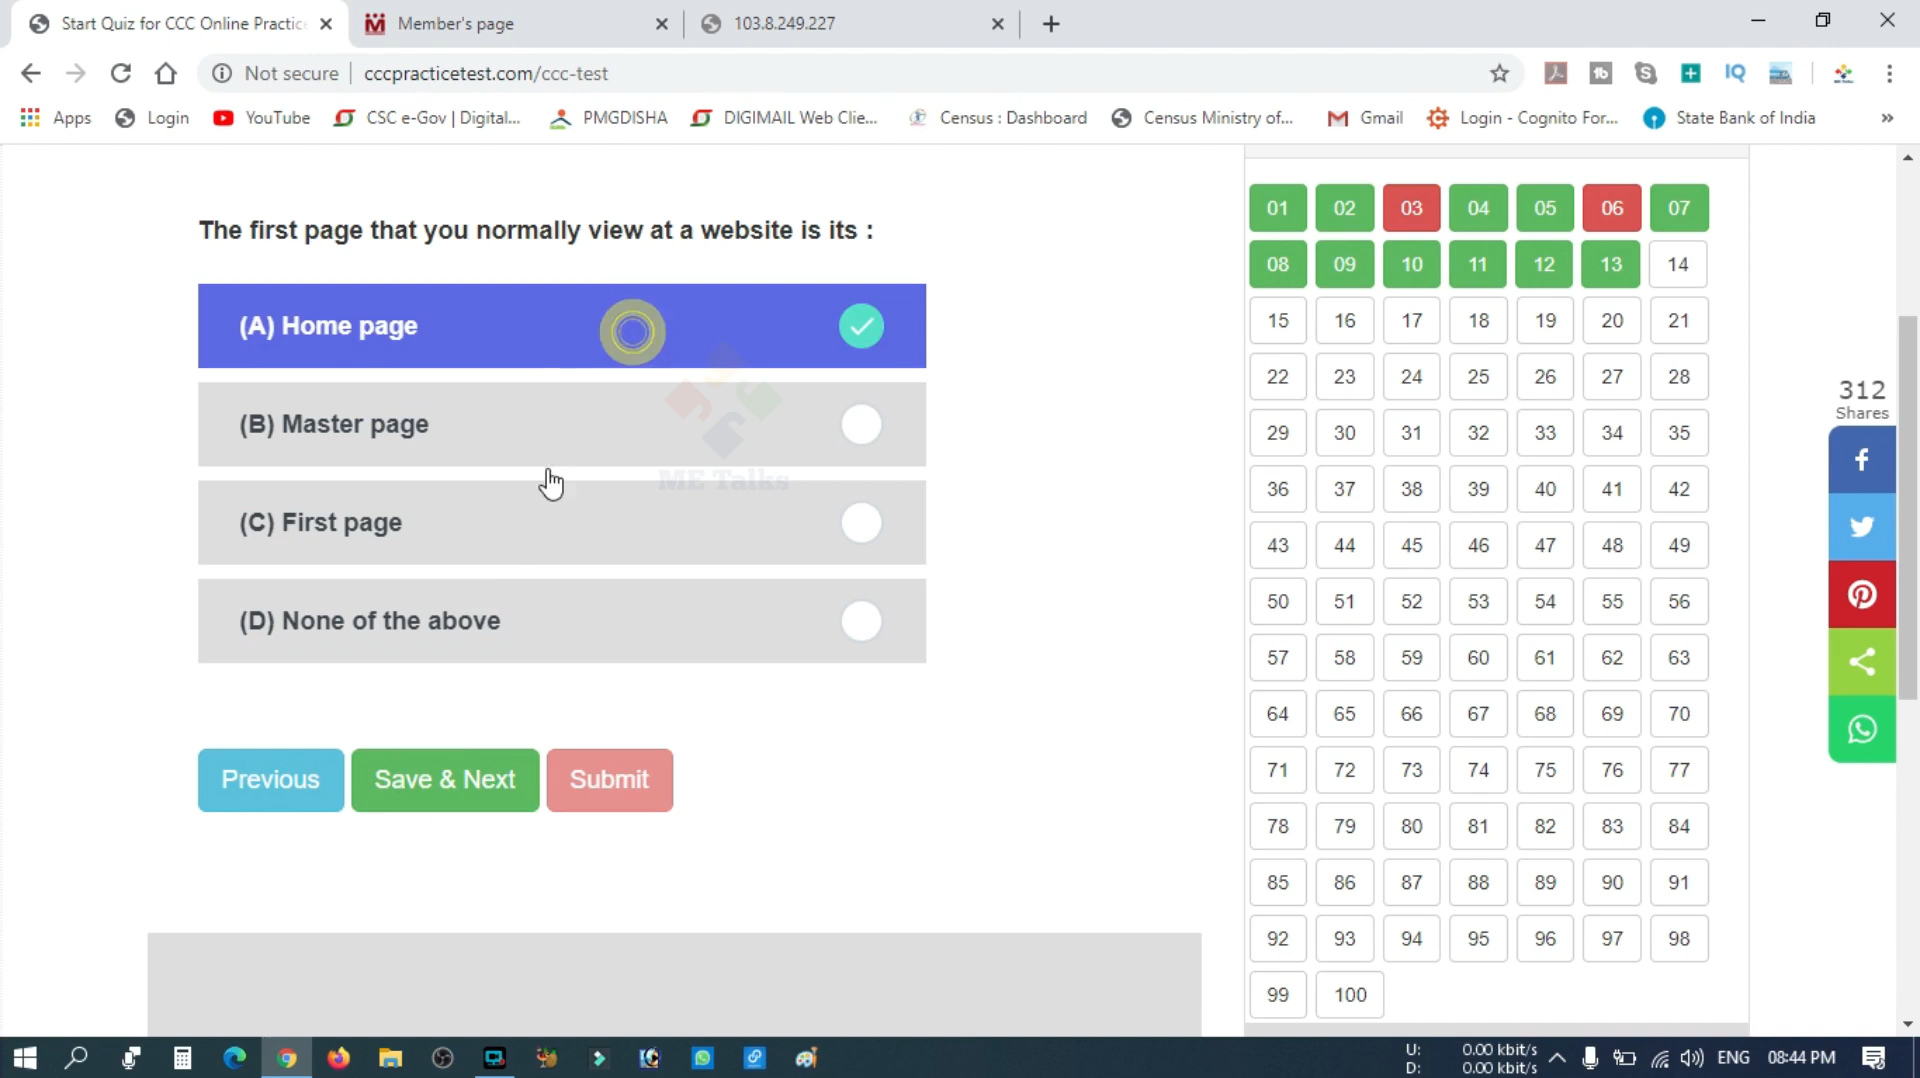 Start Quiz for CCC Online Practice
Member's page
103.8.249.227
Not secure
cccpracticetest.com/ccc-test
Apps
Login
YouTube
CSC e-Gov | Digital...
PMGDISHA
DIGIMAIL Web Clie...
Census : Dashboard
Census Ministry of...
Gmail
Login - Cognito For...
State Bank of India
The first page that you normally view at a website is its :
(A) Home page
(B) Master page
(C) First page
(D) None of the above
ME Talks
Previous Save & Next Submit
01 02 03 04 05 06 07
08 09 10 11 12 13 14
15 16 17 18 19 20 21
22 23 24 25 26 27 28
29 30 31 32 33 34 35
36 37 38 39 40 41 42
43 44 45 46 47 48 49
50 51 52 53 54 55 56
57 58 59 60 61 62 63
64 65 66 67 68 69 70
71 72 73 74 75 76 77
78 79 80 81 82 83 84
85 86 87 88 89 90 91
92 93 94 95 96 97 98
99 100
312
Shares
U: 0.00 kbit/s
D: 0.00 kbit/s
ENG 08:44 PM